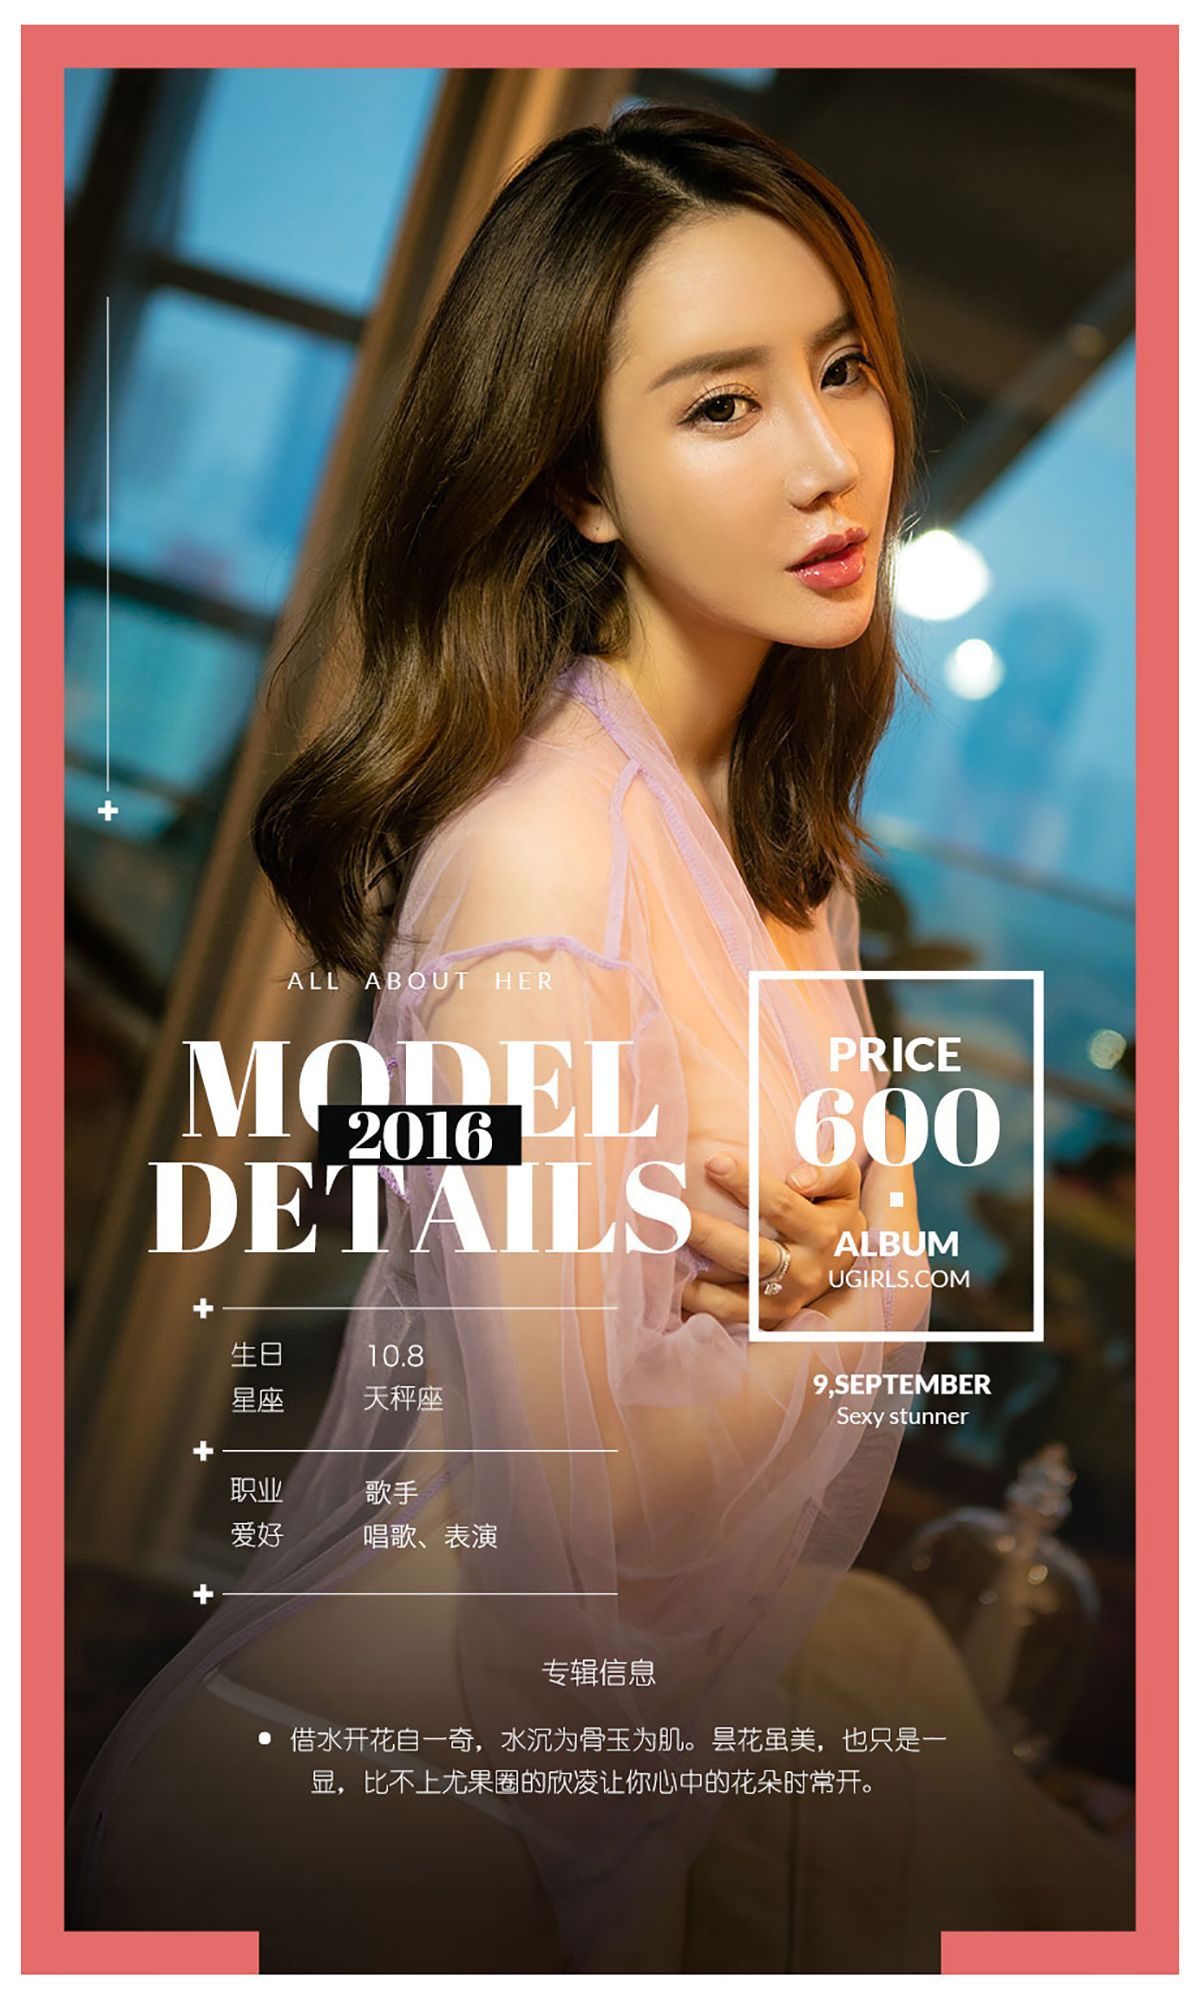 ALL ABOUT HER
MODEL
2016
DETAILS
PRICE
600
ALBUM
UGIRLS.COM
9,SEPTEMBER
Sexy stunner
生日 10.8
星座 天秤座
职业 歌手
爱好 唱歌、表演
专辑信息
借水开花自一奇，水沉为骨玉为肌。昙花虽美，也只是一
显，比不上尤果圈的欣凌让你心中的花朵时常开。